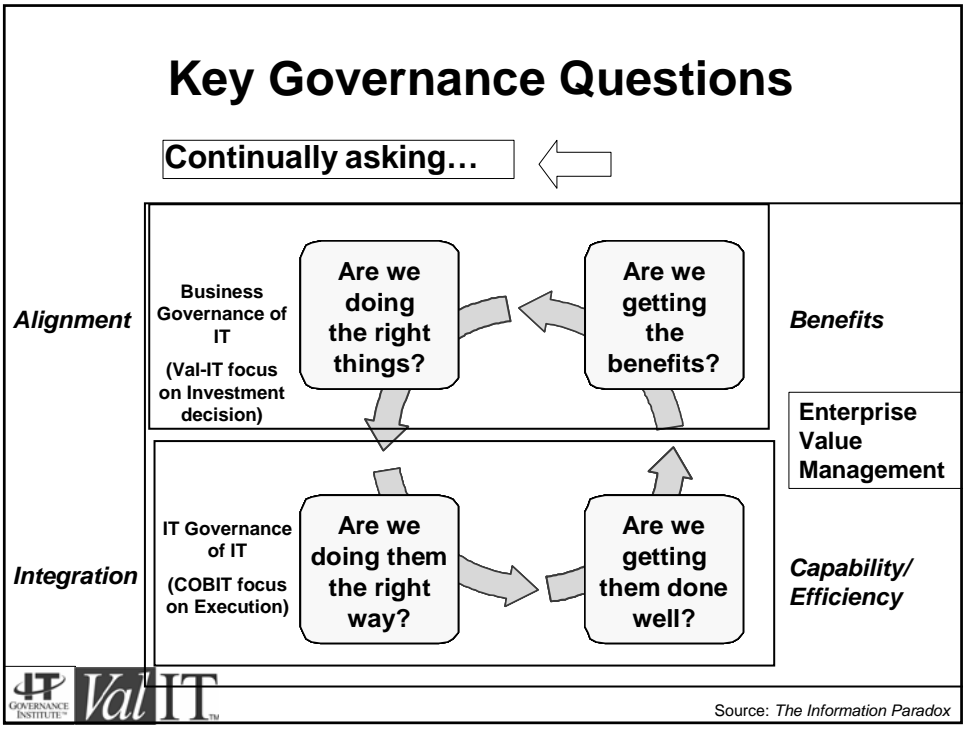 Key Governance Questions
Continually asking…
Alignment
Business
Governance of
IT
(Val-IT focus
on Investment
decision)
Are we
doing
the right
things?
Are we
getting
the
benefits?
Benefits
Enterprise
Value
Management
Integration
IT Governance
of IT
(COBIT focus
on Execution)
Are we
doing them
the right
way?
Are we
getting
them done
well?
Capability/
Efficiency
IT
GOVERNANCE
INSTITUTE™
Val IT™
Source: The Information Paradox